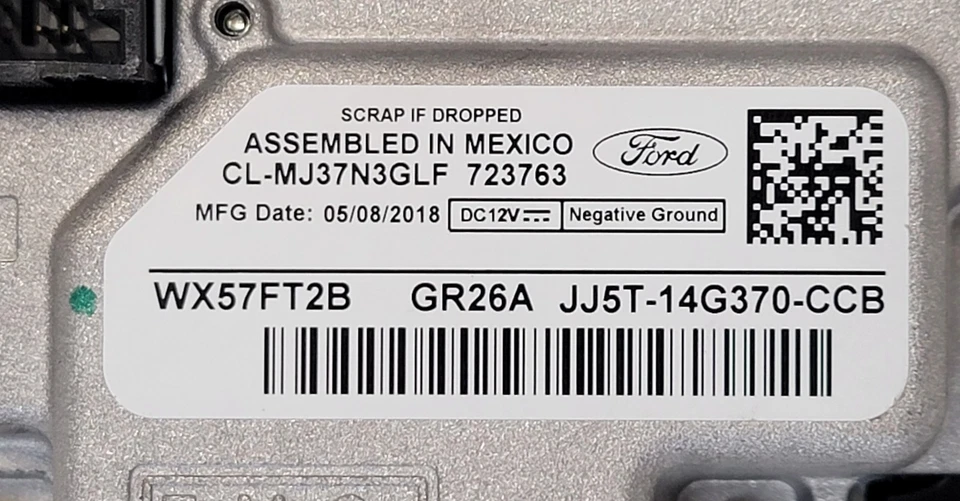 SCRAP IF DROPPED
ASSEMBLED IN MEXICO
Ford
CL-MJ37N3GLF 723763
MFG Date: 05/08/2018 DC12V Negative Ground
WX57FT2B GR26A JJ5T-14G370-CCB